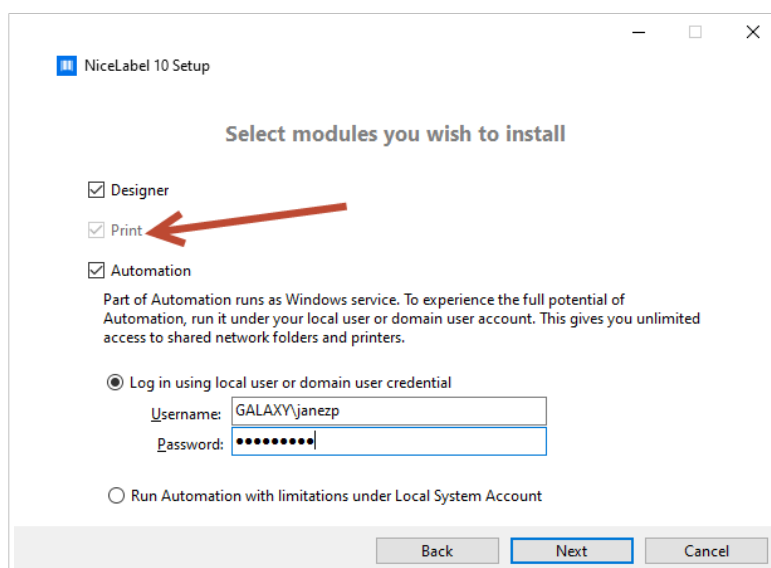 NiceLabel 10 Setup
Select modules you wish to install
Designer
Print
Automation
Part of Automation runs as Windows service. To experience the full potential of
Automation, run it under your local user or domain user account. This gives you unlimited
access to shared network folders and printers.
Log in using local user or domain user credential
Username: GALAXY\janezp
Password: ●●●●●●●●●
Run Automation with limitations under Local System Account
Back Next Cancel